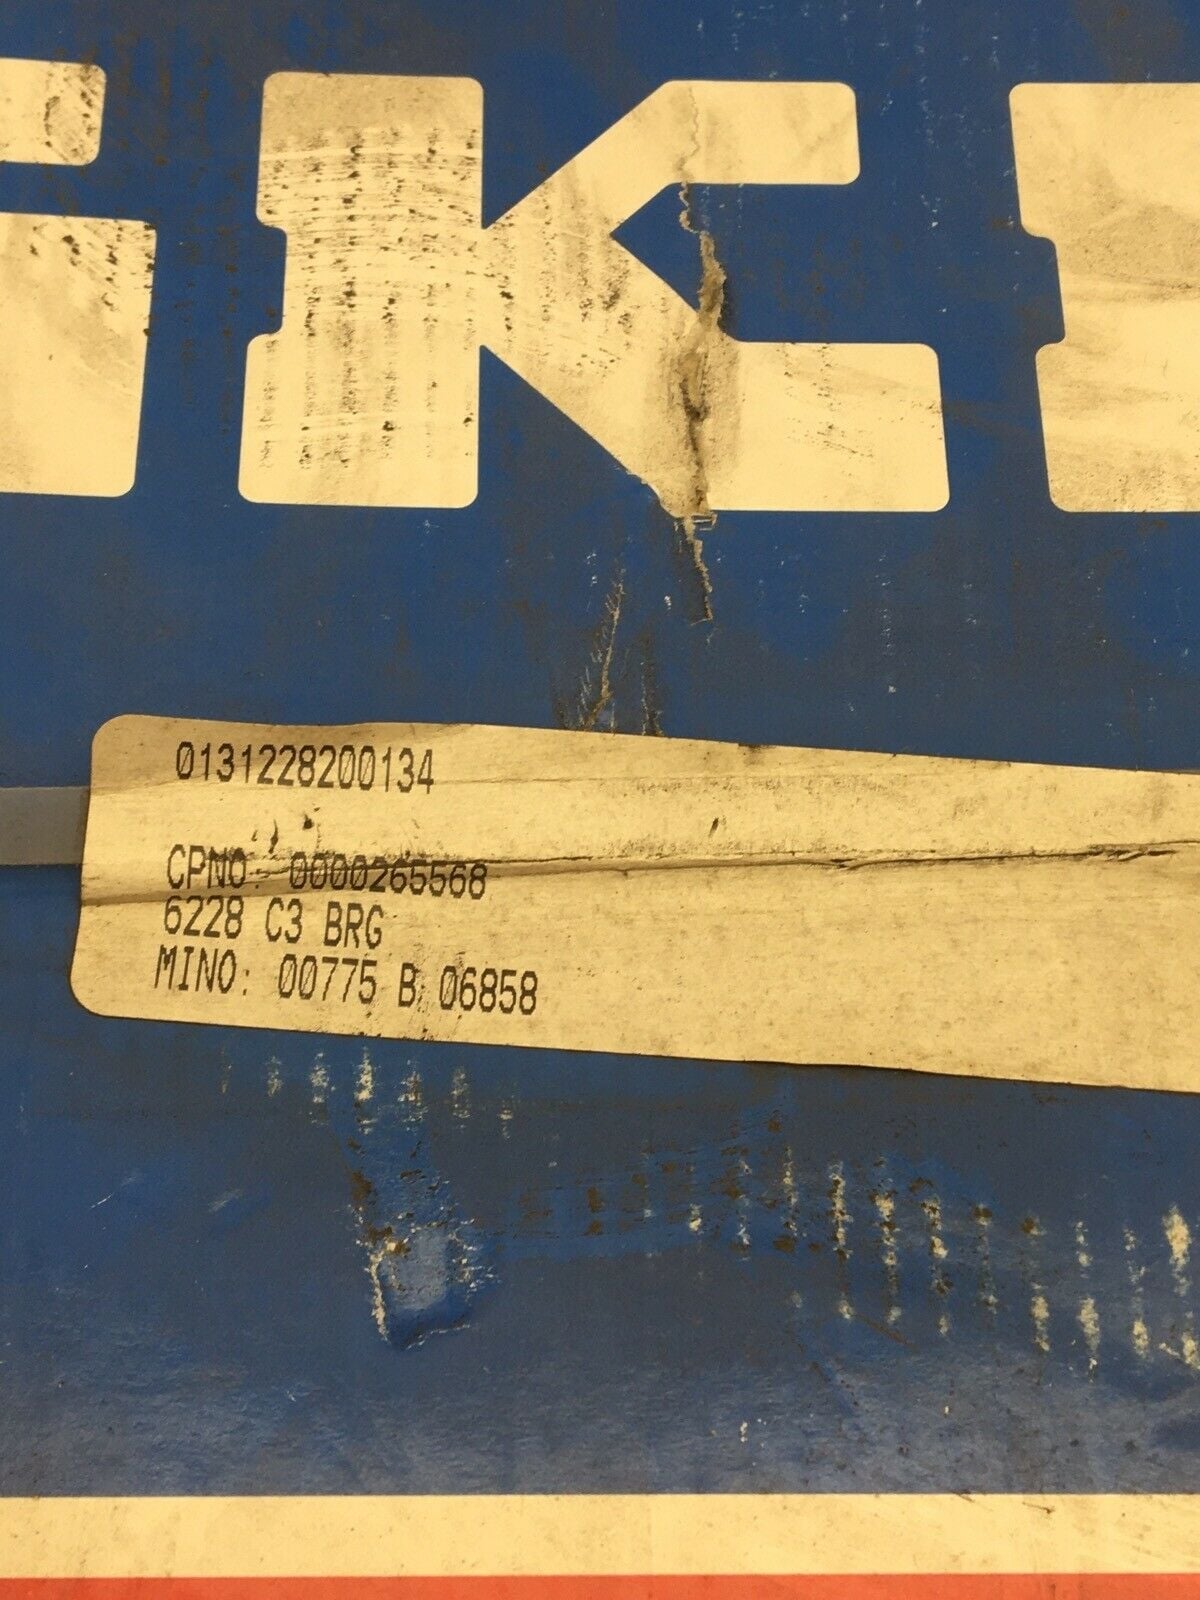 SKF
0131228200134
CPNO: 0000265568
6228 C3 BRG
MINO: 00775 B 06858